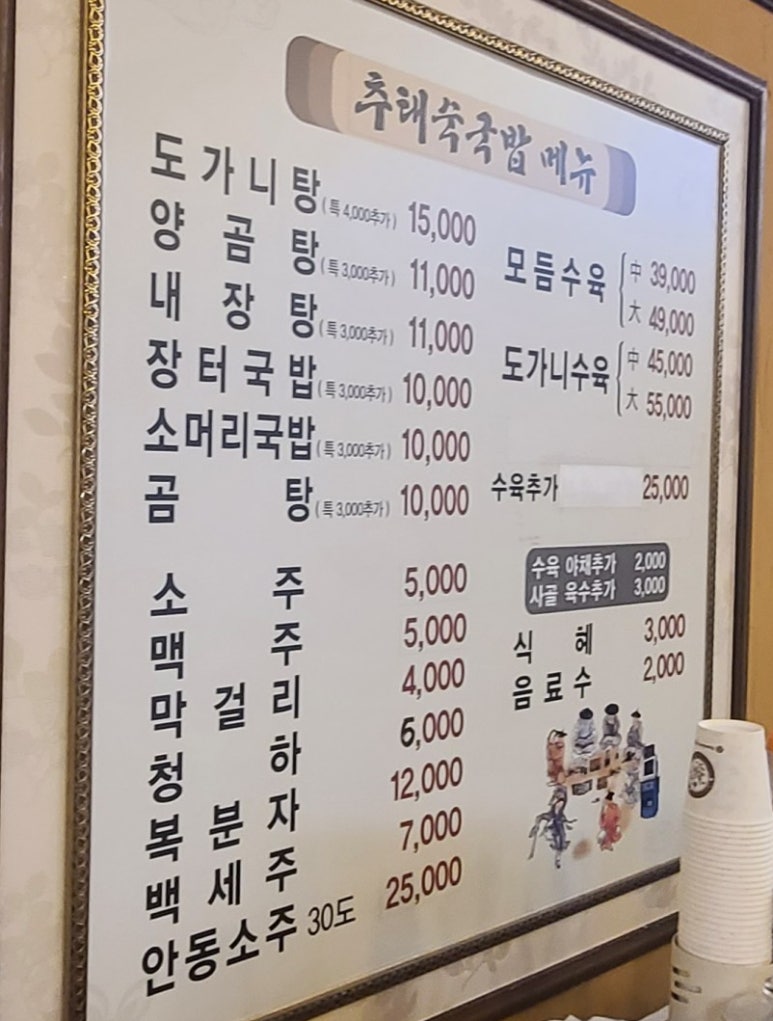 추태숙국밥 메뉴
도가니탕 (특 4,000추가) 15,000
양곰탕 (특 3,000추가) 11,000
내장탕 (특 3,000추가) 11,000
장터국밥 (특 3,000추가) 10,000
소머리국밥 (특 3,000추가) 10,000
곰탕 (특 3,000추가) 10,000
소주 5,000
맥주 5,000
막걸리 4,000
청하 6,000
복분자 12,000
백세주 7,000
안동소주 30도 25,000
모듬수육 中 39,000
大 49,000
도가니수육 中 45,000
大 55,000
수육추가 25,000
수육 야채추가 2,000
사골 육수추가 3,000
식혜 3,000
음료수 2,000